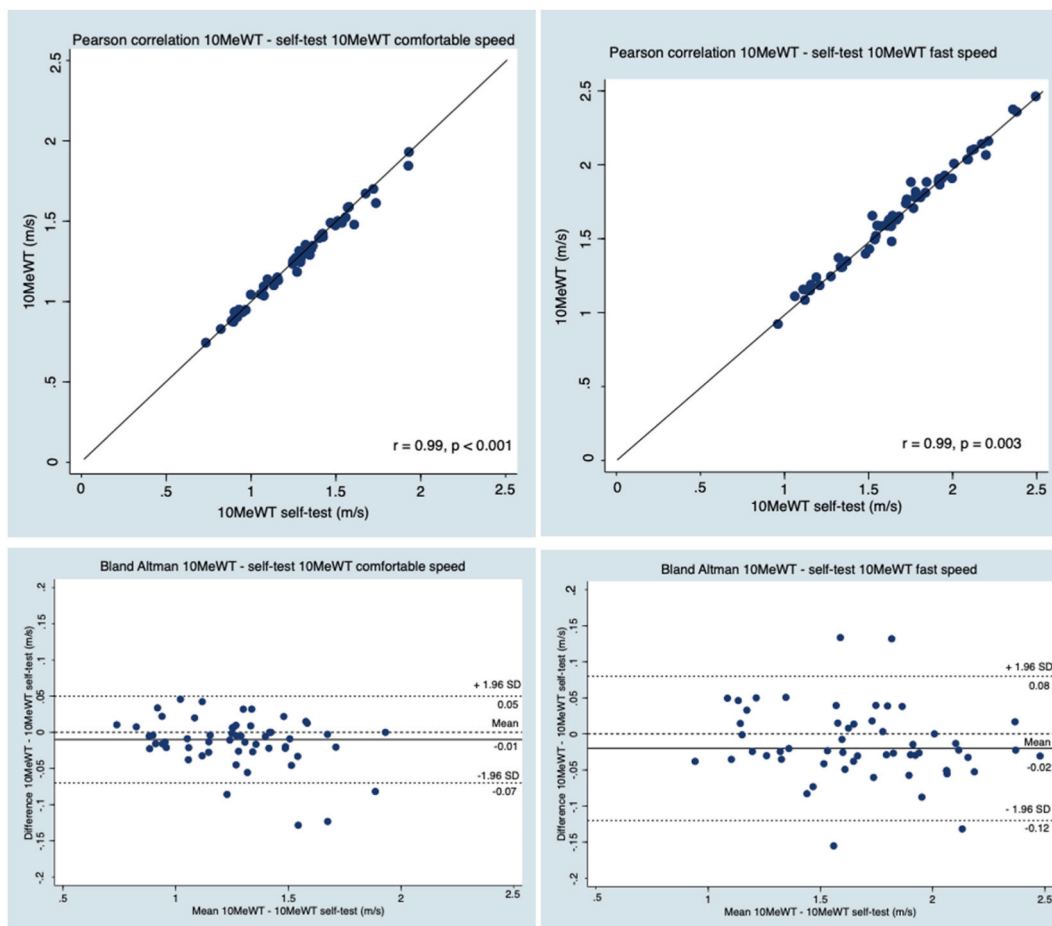 Pearson correlation 10MeWT - self-test 10MeWT comfortable speed
10MeWT (m/s)
2.5
2
1.5
1
.5
0
r = 0.99, p < 0.001
0 .5 1 1.5 2 2.5
10MEWT self-test (m/s)
Pearson correlation 10MeWT - self-test 10MEWT fast speed
10MeWT (m/s)
2.5
2
1.5
1
.5
0
r = 0.99, p = 0.003
0 .5 1 1.5 2 2.5
10MEWT self-test (m/s)
Bland Altman 10MeWT - self-test 10MEWT comfortable speed
Difference 10MEWT - 10MEWT self-test (m/s)
.2
.15
.1
.05
0
-.05
-.1
-.15
-.2
+ 1.96 SD
0.05
Mean
-0.01
-1.96 SD
-0.07
.5 1 1.5 2 2.5
Mean 10MEWT - 10MEWT self-test (m/s)
Bland Altman 10MeWT - self-test 10MEWT fast speed
Difference 10MEWT - 10MEWT self-test (m/s)
.2
.15
.1
.05
0
-.05
-.1
-.15
-.2
+ 1.96 SD
0.08
Mean
-0.02
- 1.96 SD
-0.12
.5 1 1.5 2 2.5
Mean 10MEWT - 10MEWT self-test (m/s)